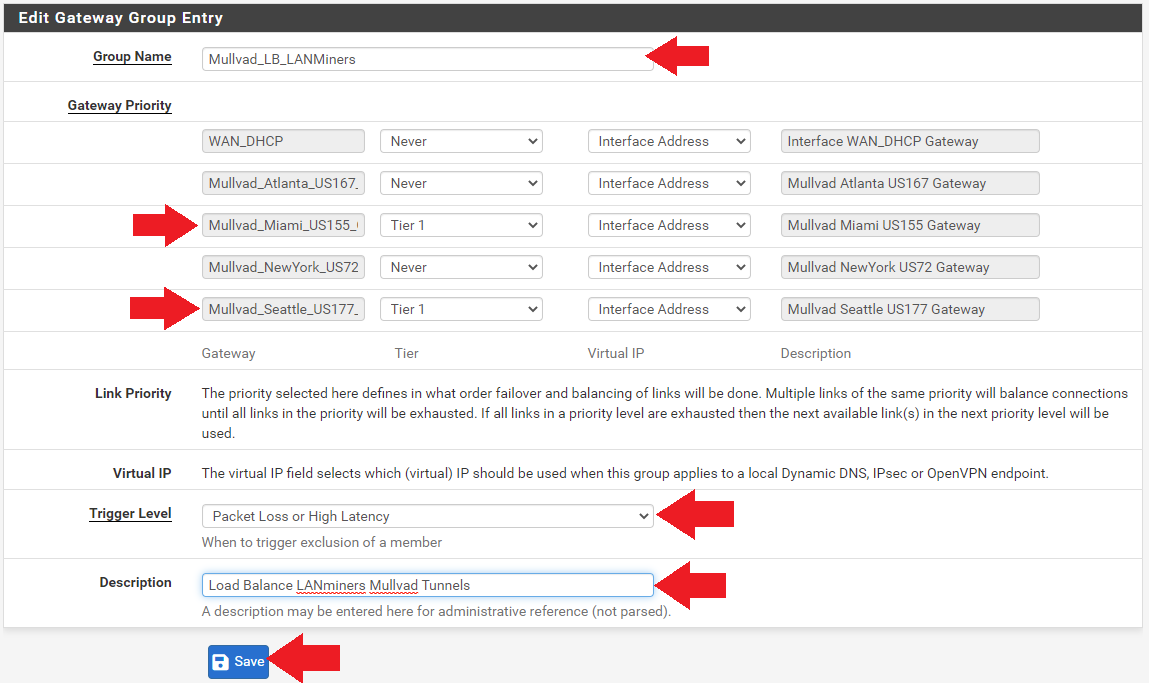 Edit Gateway Group Entry
Group Name
Mullvad_LB_LANMiners
Gateway Priority
WAN_DHCP Never Interface Address Interface WAN_DHCP Gateway
Mullvad_Atlanta_US167_ Never Interface Address Mullvad Atlanta US167 Gateway
Mullvad_Miami_US155_ Tier 1 Interface Address Mullvad Miami US155 Gateway
Mullvad_NewYork_US72 Never Interface Address Mullvad NewYork US72 Gateway
Mullvad_Seattle_US177_ Tier 1 Interface Address Mullvad Seattle US177 Gateway
Gateway Tier Virtual IP Description
Link Priority The priority selected here defines in what order failover and balancing of links will be done. Multiple links of the same priority will balance connections
until all links in the priority will be exhausted. If all links in a priority level are exhausted then the next available link(s) in the next priority level will be
used.
Virtual IP The virtual IP field selects which (virtual) IP should be used when this group applies to a local Dynamic DNS, IPsec or OpenVPN endpoint.
Trigger Level Packet Loss or High Latency
When to trigger exclusion of a member
Description Load Balance LANminers Mullvad Tunnels
A description may be entered here for administrative reference (not parsed).
Save